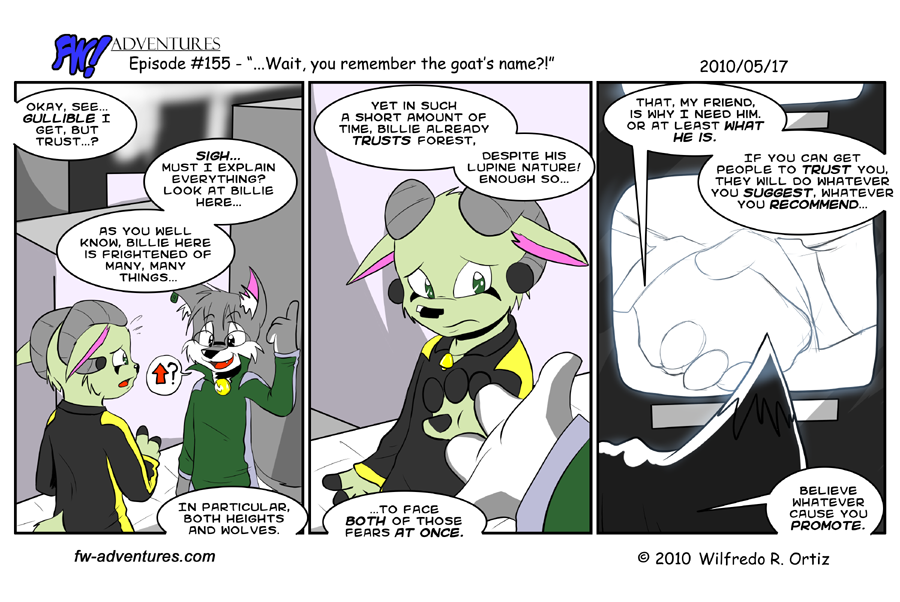 FW! ADVENTURES
Episode #155 - “...Wait, you remember the goat’s name?!”
2010/05/17
OKAY, SEE...
GULLIBLE I
GET, BUT
TRUST...?
SIGH...
MUST I EXPLAIN
EVERYTHING?
LOOK AT BILLIE
HERE...
AS YOU WELL
KNOW, BILLIE HERE
IS FRIGHTENED OF
MANY, MANY
THINGS...
?
IN PARTICULAR,
BOTH HEIGHTS
AND WOLVES.
YET IN SUCH
A SHORT AMOUNT OF
TIME, BILLIE ALREADY
TRUSTS FOREST,
DESPITE HIS
LUPINE NATURE!
ENOUGH SO...
...TO FACE
BOTH OF THOSE
FEARS AT ONCE.
THAT, MY FRIEND,
IS WHY I NEED HIM.
OR AT LEAST WHAT
HE IS.
IF YOU CAN GET
PEOPLE TO TRUST YOU,
THEY WILL DO WHATEVER
YOU SUGGEST, WHATEVER
YOU RECOMMEND...
BELIEVE
WHATEVER
CAUSE YOU
PROMOTE.
fw-adventures.com
© 2010 Wilfredo R. Ortiz